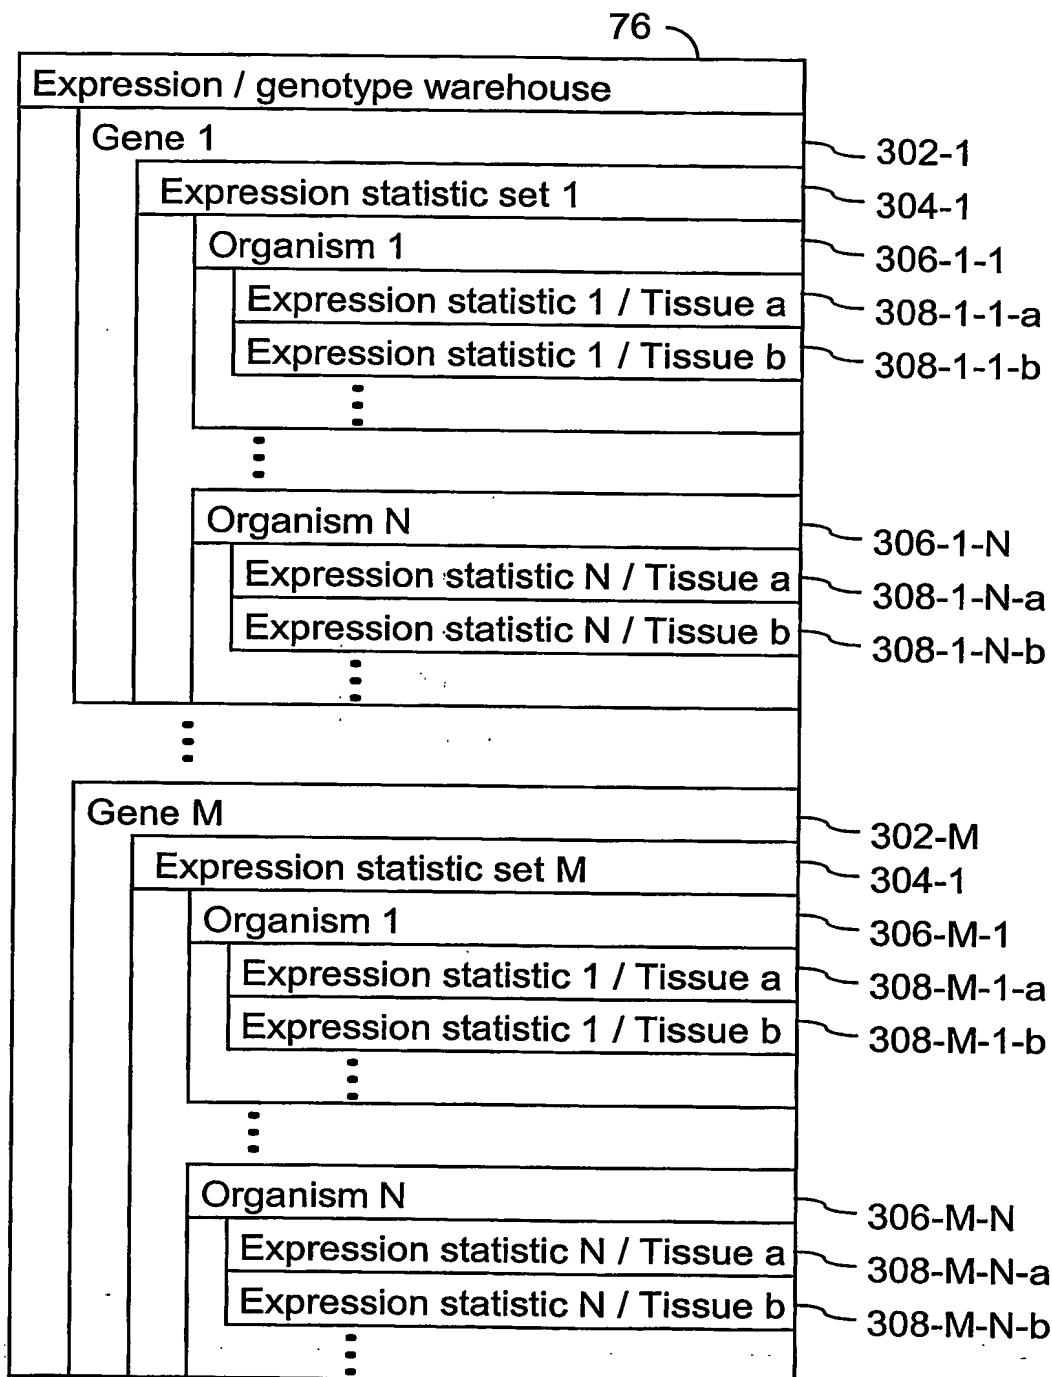 76
Expression / genotype warehouse
Gene 1
302-1
Expression statistic set 1
304-1
Organism 1
306-1-1
Expression statistic 1 / Tissue a
308-1-1-a
Expression statistic 1 / Tissue b
308-1-1-b
Organism N
306-1-N
Expression statistic N / Tissue a
308-1-N-a
Expression statistic N / Tissue b
308-1-N-b
Gene M
302-M
Expression statistic set M
304-1
Organism 1
306-M-1
Expression statistic 1 / Tissue a
308-M-1-a
Expression statistic 1 / Tissue b
308-M-1-b
Organism N
306-M-N
Expression statistic N / Tissue a
308-M-N-a
Expression statistic N / Tissue b
308-M-N-b